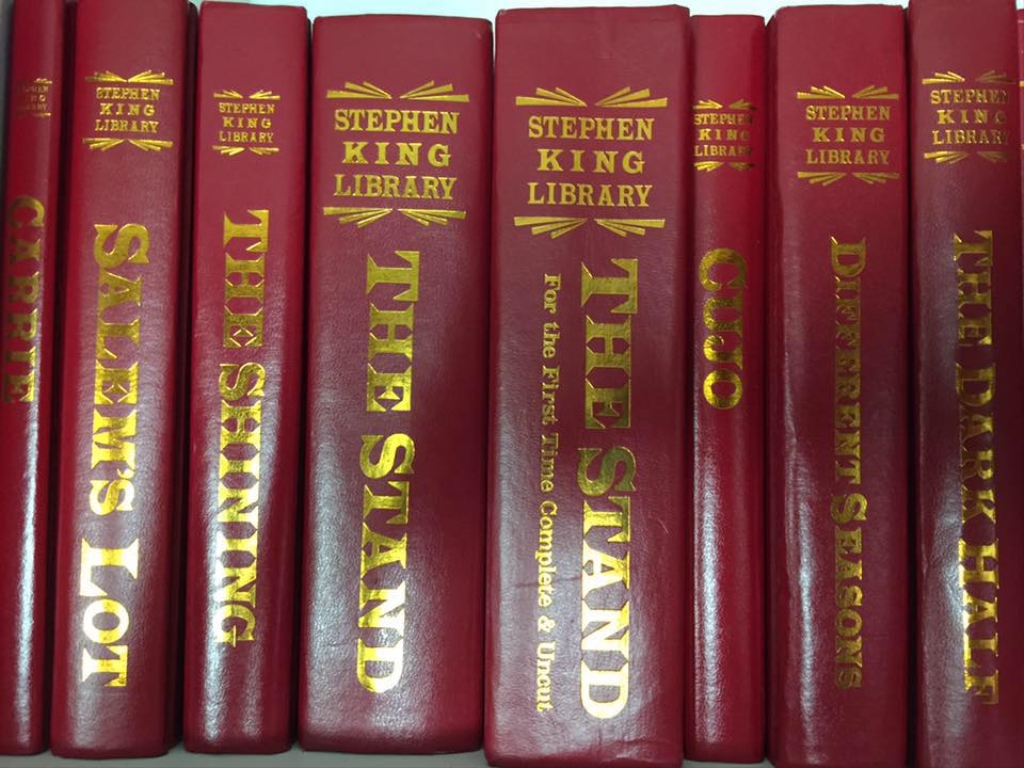 CARRIE
STEPHEN
KING
LIBRARY
SALEM'S LOT
STEPHEN
KING
LIBRARY
THE SHINING
STEPHEN
KING
LIBRARY
THE STAND
STEPHEN
KING
LIBRARY
THE STAND
For the First Time Complete & Uncut
STEPHEN
KING
LIBRARY
CUJO
STEPHEN
KING
LIBRARY
DIFFERENT SEASONS
STEPHEN
KING
LIBRARY
THE DARK HALF